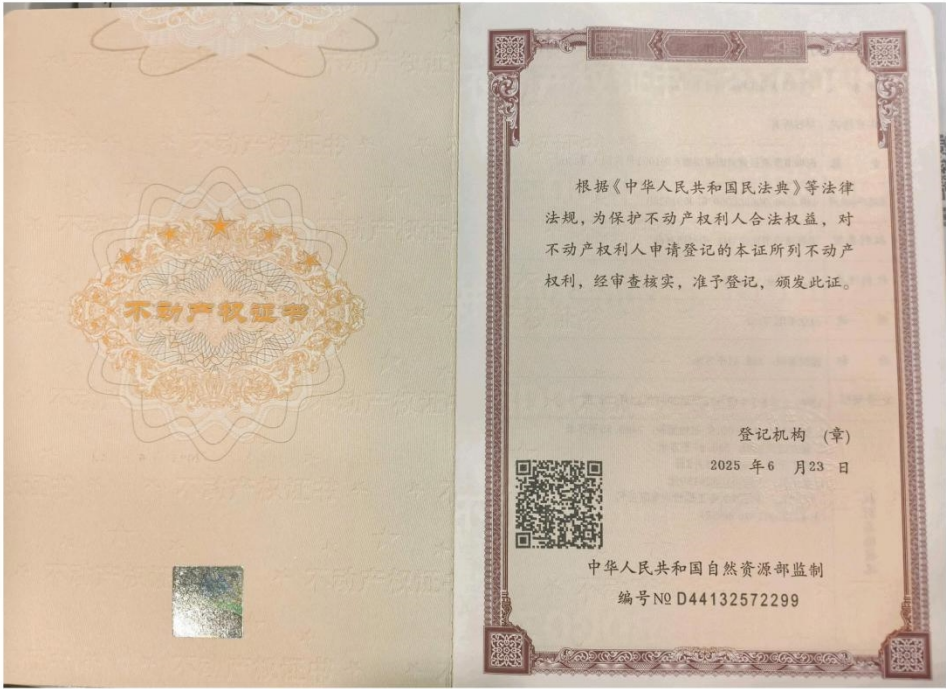 不动产权证书
根据《中华人民共和国民法典》等法律
法规，为保护不动产权利人合法权益，对
不动产权利人申请登记的本证所列不动产
权利，经审查核实，准予登记，颁发此证。
登记机构 (章)
2025 年 6 月 23 日
中华人民共和国自然资源部监制
编号 № D44132572299